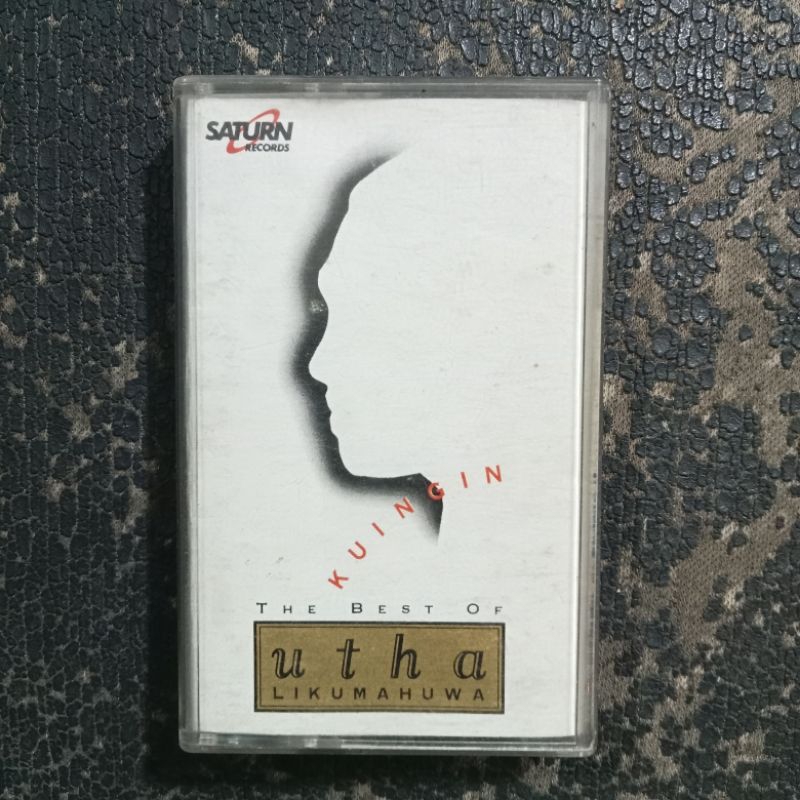 SATURN
RECORDS
KUINGIN
THE BEST OF
utha
LIKUMAHUWA